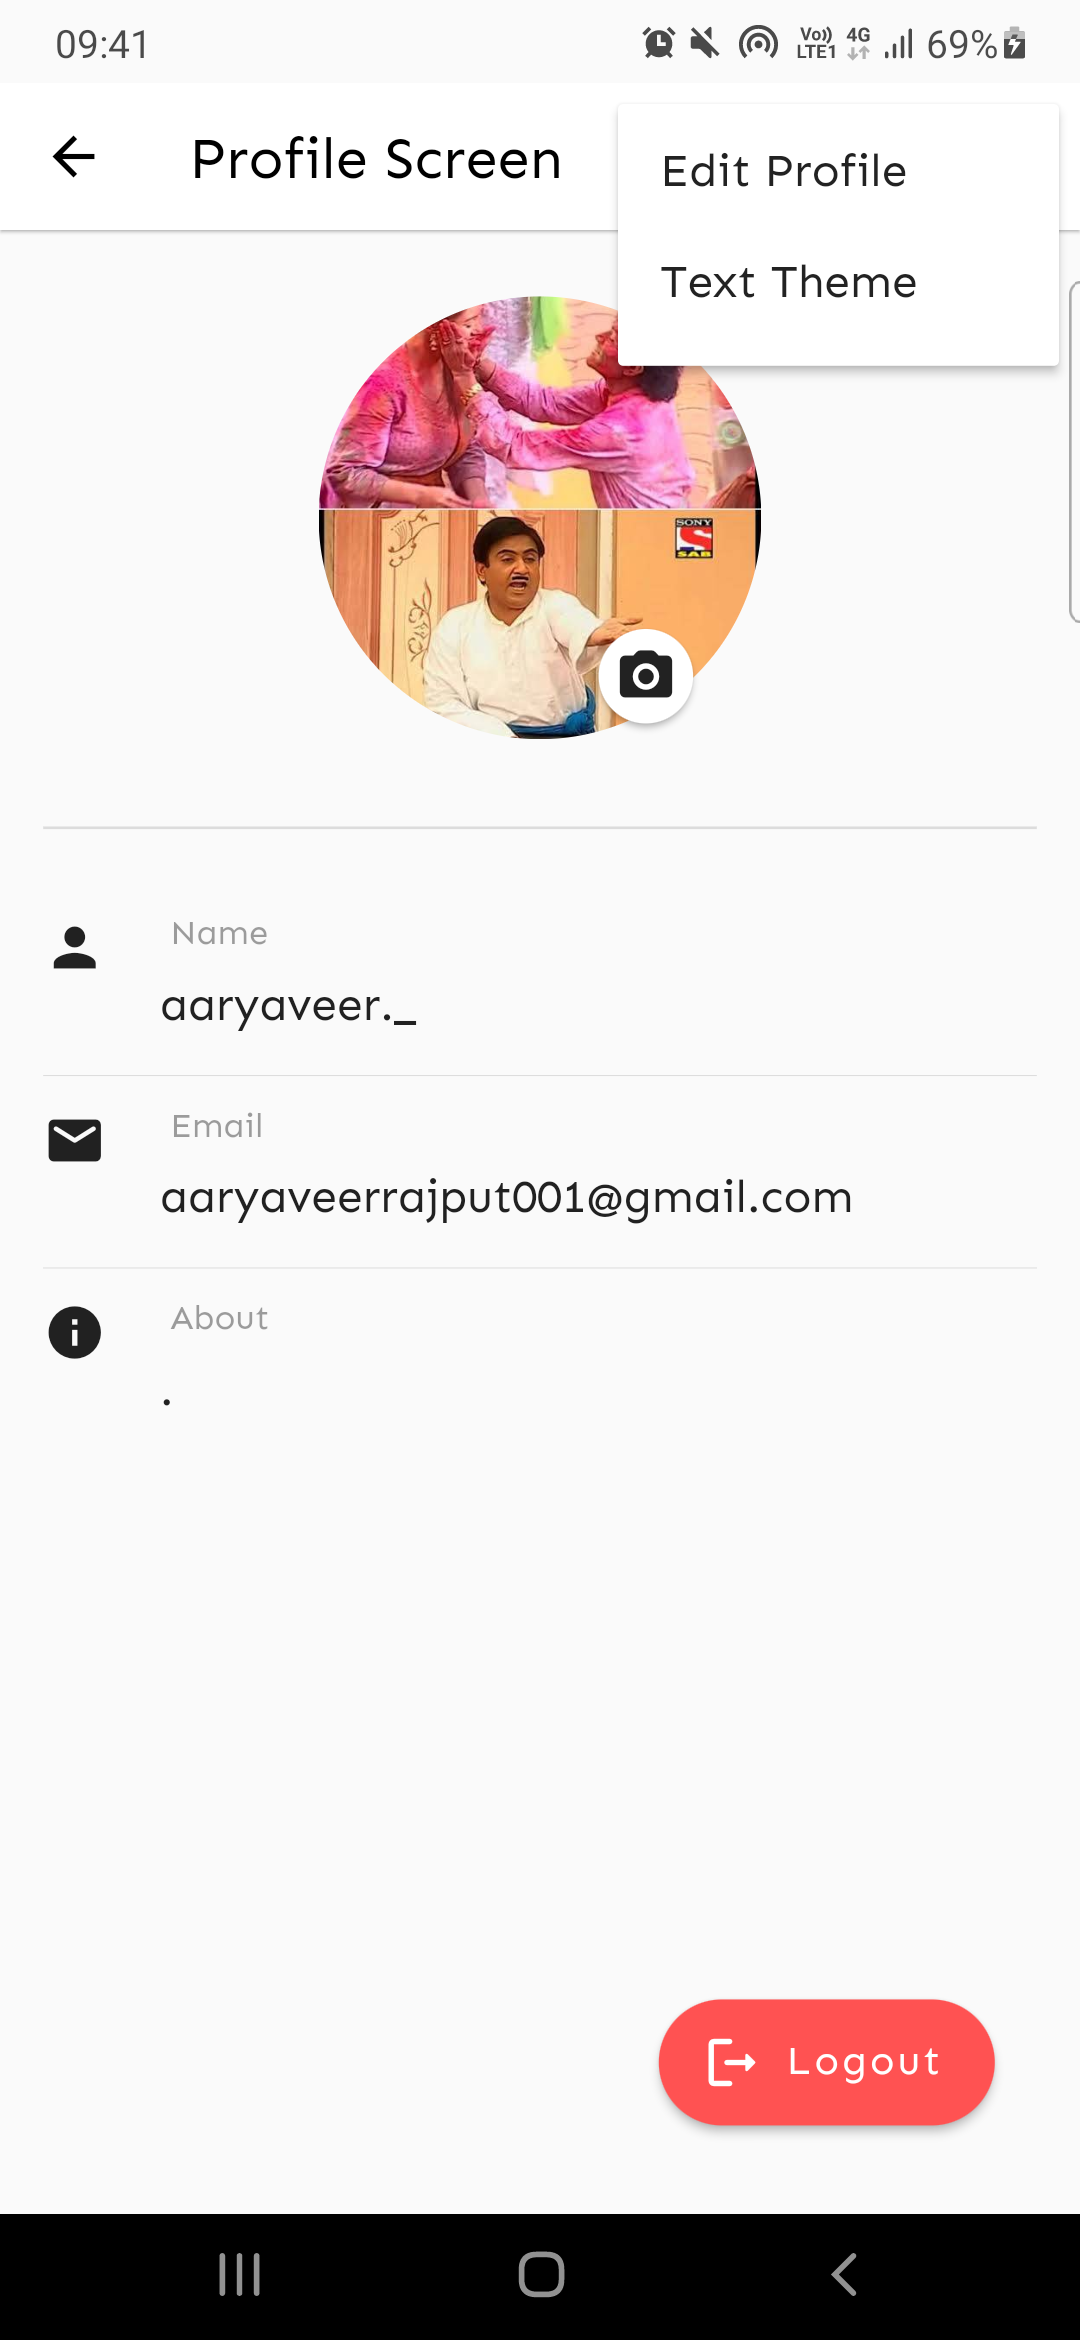 09:41
Vo)) LTE1 4G 69%
Profile Screen
Edit Profile
Text Theme
SONY
S
SAB
Name
aaryaveer._
Email
aaryaveerrajput001@gmail.com
About
.
Logout